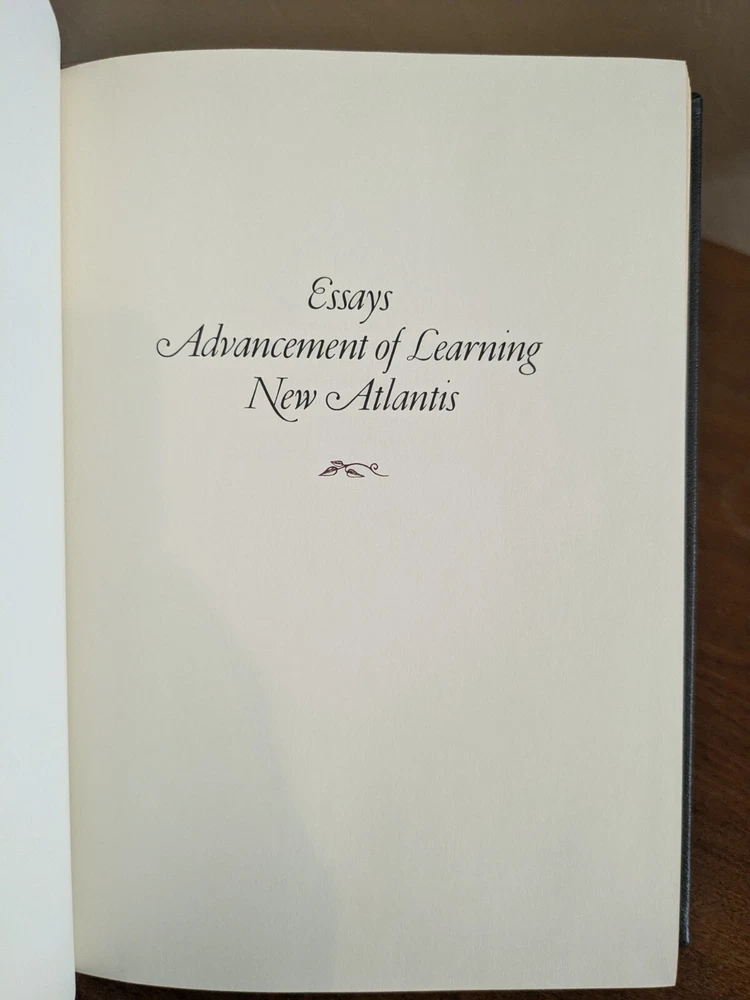 Essays
Advancement of Learning
New Atlantis